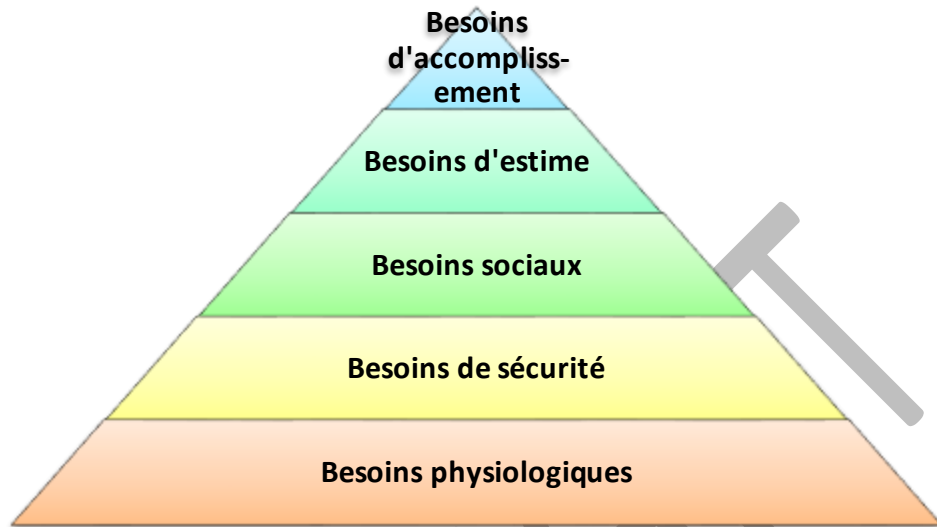 Besoins
d'accompliss-
ement
Besoins d'estime
Besoins sociaux
Besoins de sécurité
Besoins physiologiques